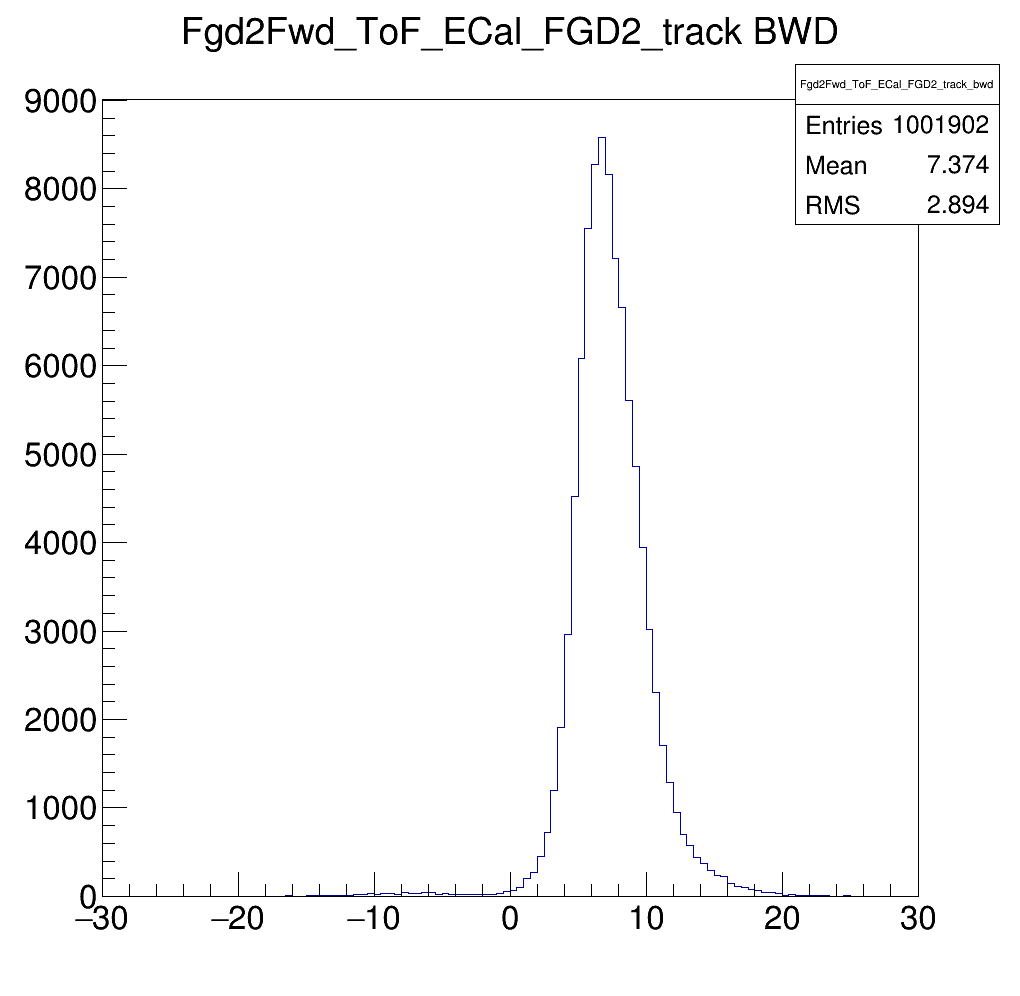 Fgd2Fwd_ToF_ECal_FGD2_track BWD
Fgd2Fwd_ToF_ECal_FGD2_track_bwd
Entries 1001902
Mean 7.374
RMS 2.894
9000
8000
7000
6000
5000
4000
3000
2000
1000
0
−30 −20 −10 0 10 20 30